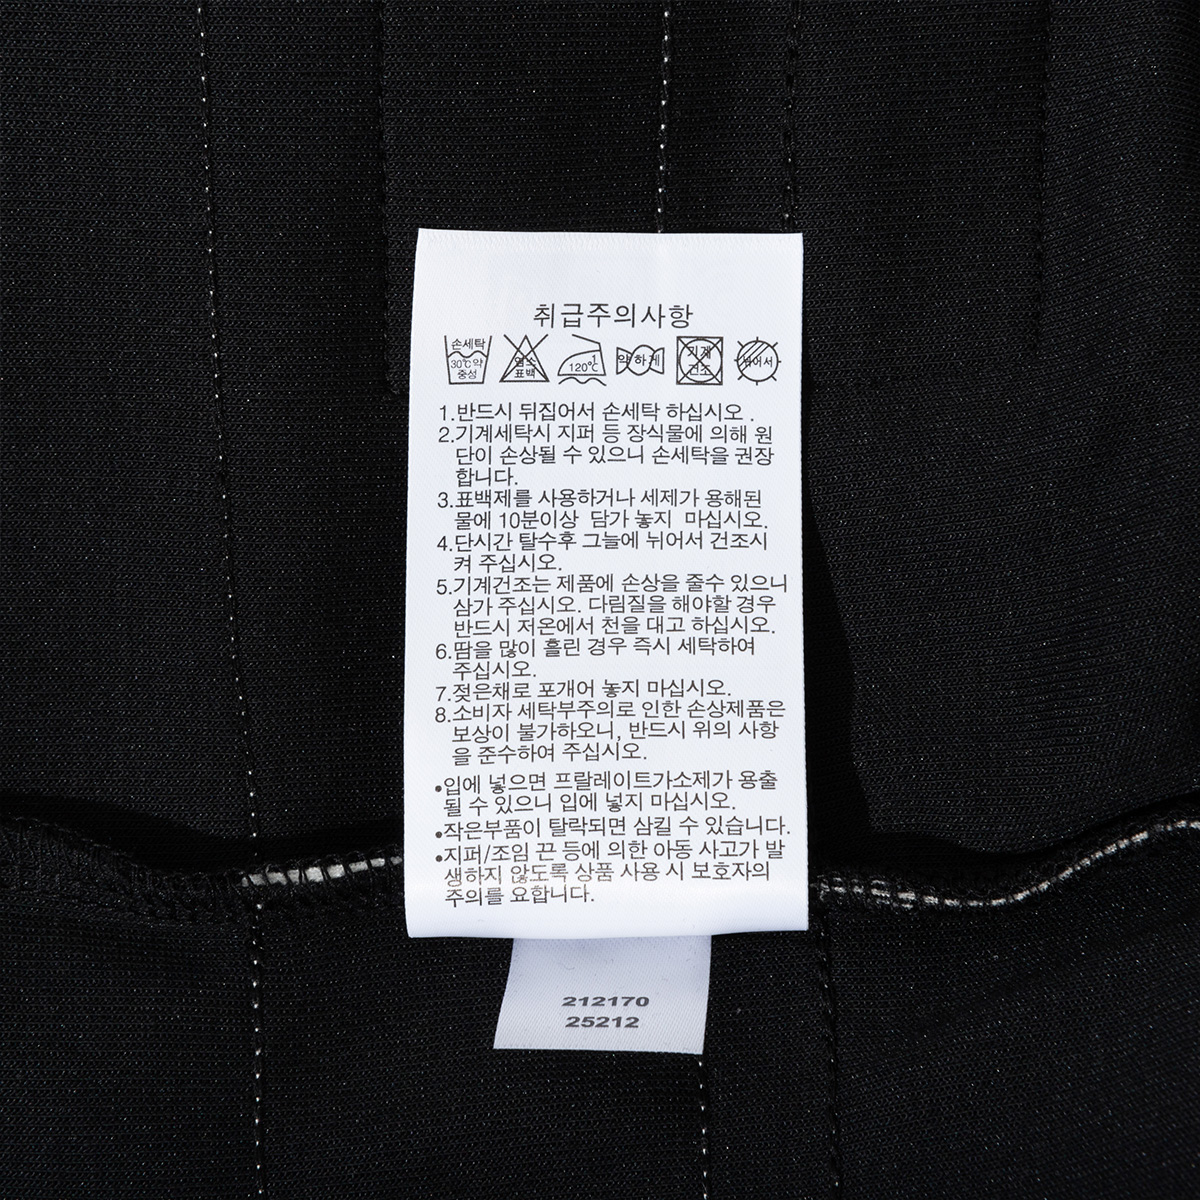 취급주의사항
손세탁 30℃약 중성 염소 표백 1 120℃ 약하게 기계 건조 뉘어서
1.반드시 뒤집어서 손세탁 하십시오 .
2.기계세탁시 지퍼 등 장식물에 의해 원
단이 손상될 수 있으니 손세탁을 권장
합니다.
3.표백제를 사용하거나 세제가 용해된
물에 10분이상 담가 놓지 마십시오.
4.단시간 탈수후 그늘에 뉘어서 건조시
켜 주십시오.
5.기계건조는 제품에 손상을 줄수 있으니
삼가 주십시오. 다림질을 해야할 경우
반드시 저온에서 천을 대고 하십시오.
6.땀을 많이 흘린 경우 즉시 세탁하여
주십시오.
7.젖은채로 포개어 놓지 마십시오.
8.소비자 세탁부주의로 인한 손상제품은
보상이 불가하오니, 반드시 위의 사항
을 준수하여 주십시오.
•입에 넣으면 프랄레이트가소제가 용출
될 수 있으니 입에 넣지 마십시오.
•작은부품이 탈락되면 삼킬 수 있습니다.
•지퍼/조임 끈 등에 의한 아동 사고가 발
생하지 않도록 상품 사용 시 보호자의
주의를 요합니다.
212170
25212